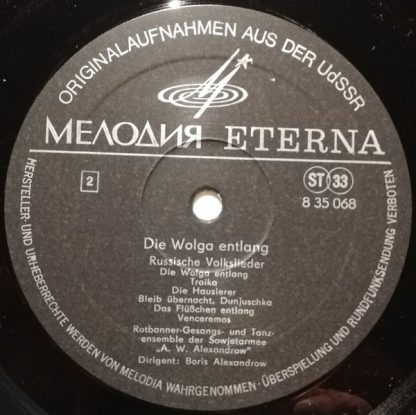 ORIGINALAUFNAHMEN AUS DER UdSSR
МЕЛОДИЯ ETERNA
2
ST 33
8 35 068
Die Wolga entlang
Russische Volkslieder
Die Wolga entlang
Troika
Die Hausierer
Bleib übernacht, Dunjuschka
Das Flüßchen entlang
Venceremos
Rotbanner-Gesangs- und Tanz-
ensemble der Sowjetarmee
„A. W. Alexandrow"
Dirigent: Boris Alexandrow
HERSTELLER- UND URHEBERRECHTE WERDEN VON MELODIA WAHRGENOMMEN · ÜBERSPIELUNG UND RUNDFUNKSENDUNG VERBOTEN